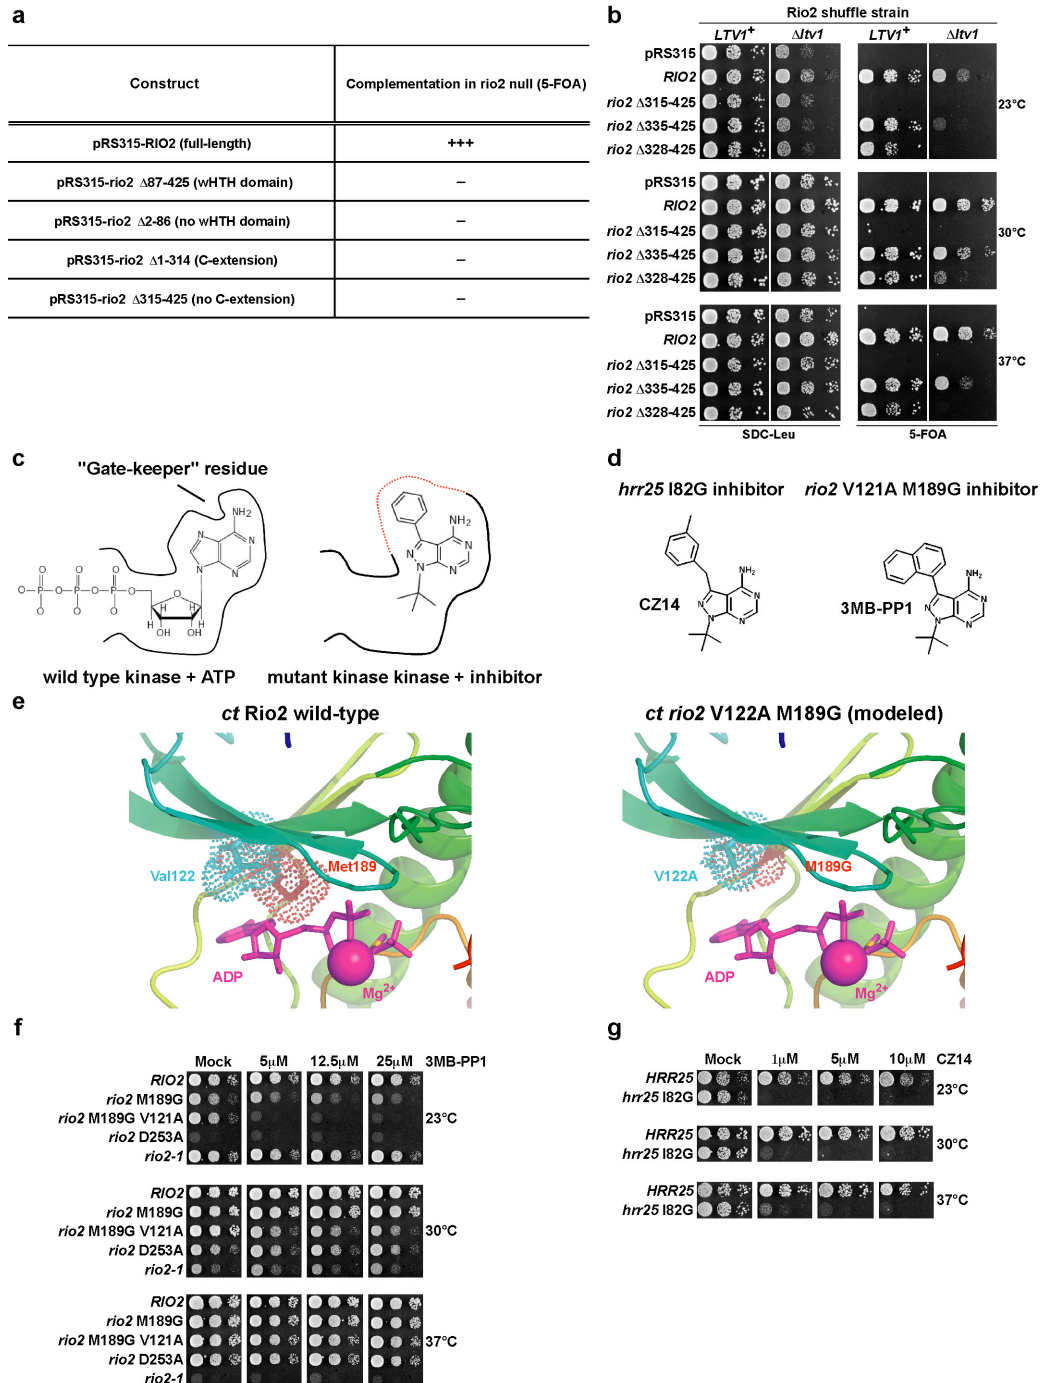 a
Construct
Complementation in rio2 null (5-FOA)
pRS315-RIO2 (full-length)
+++
pRS315-rio2 Δ87-425 (wHTH domain)
–
pRS315-rio2 Δ2-86 (no wHTH domain)
–
pRS315-rio2 Δ1-314 (C-extension)
–
pRS315-rio2 Δ315-425 (no C-extension)
–
b
Rio2 shuffle strain
LTV1+ Δltv1 LTV1+ Δltv1
pRS315
RIO2
rio2 Δ315-425
rio2 Δ335-425
rio2 Δ328-425
23°C
pRS315
RIO2
rio2 Δ315-425
rio2 Δ335-425
rio2 Δ328-425
30°C
pRS315
RIO2
rio2 Δ315-425
rio2 Δ335-425
rio2 Δ328-425
37°C
SDC-Leu
5-FOA
c
"Gate-keeper" residue
NH2
N
N
N
N
O O O
O P O P O P O
O O O
O
H H
H H
OH OH
wild type kinase + ATP
NH2
N
N
N
N
mutant kinase kinase + inhibitor
d
hrr25 I82G inhibitor
rio2 V121A M189G inhibitor
NH2
N
N
N
N
CZ14
NH2
N
N
N
N
3MB-PP1
e
ct Rio2 wild-type
Val122
Met189
ADP
Mg2+
ct rio2 V122A M189G (modeled)
V122A
M189G
ADP
Mg2+
f
Mock 5μM 12.5μM 25μM 3MB-PP1
RIO2
rio2 M189G
rio2 M189G V121A
rio2 D253A
rio2-1
23°C
RIO2
rio2 M189G
rio2 M189G V121A
rio2 D253A
rio2-1
30°C
RIO2
rio2 M189G
rio2 M189G V121A
rio2 D253A
rio2-1
37°C
g
Mock 1μM 5μM 10μM CZ14
HRR25
hrr25 I82G
23°C
HRR25
hrr25 I82G
30°C
HRR25
hrr25 I82G
37°C